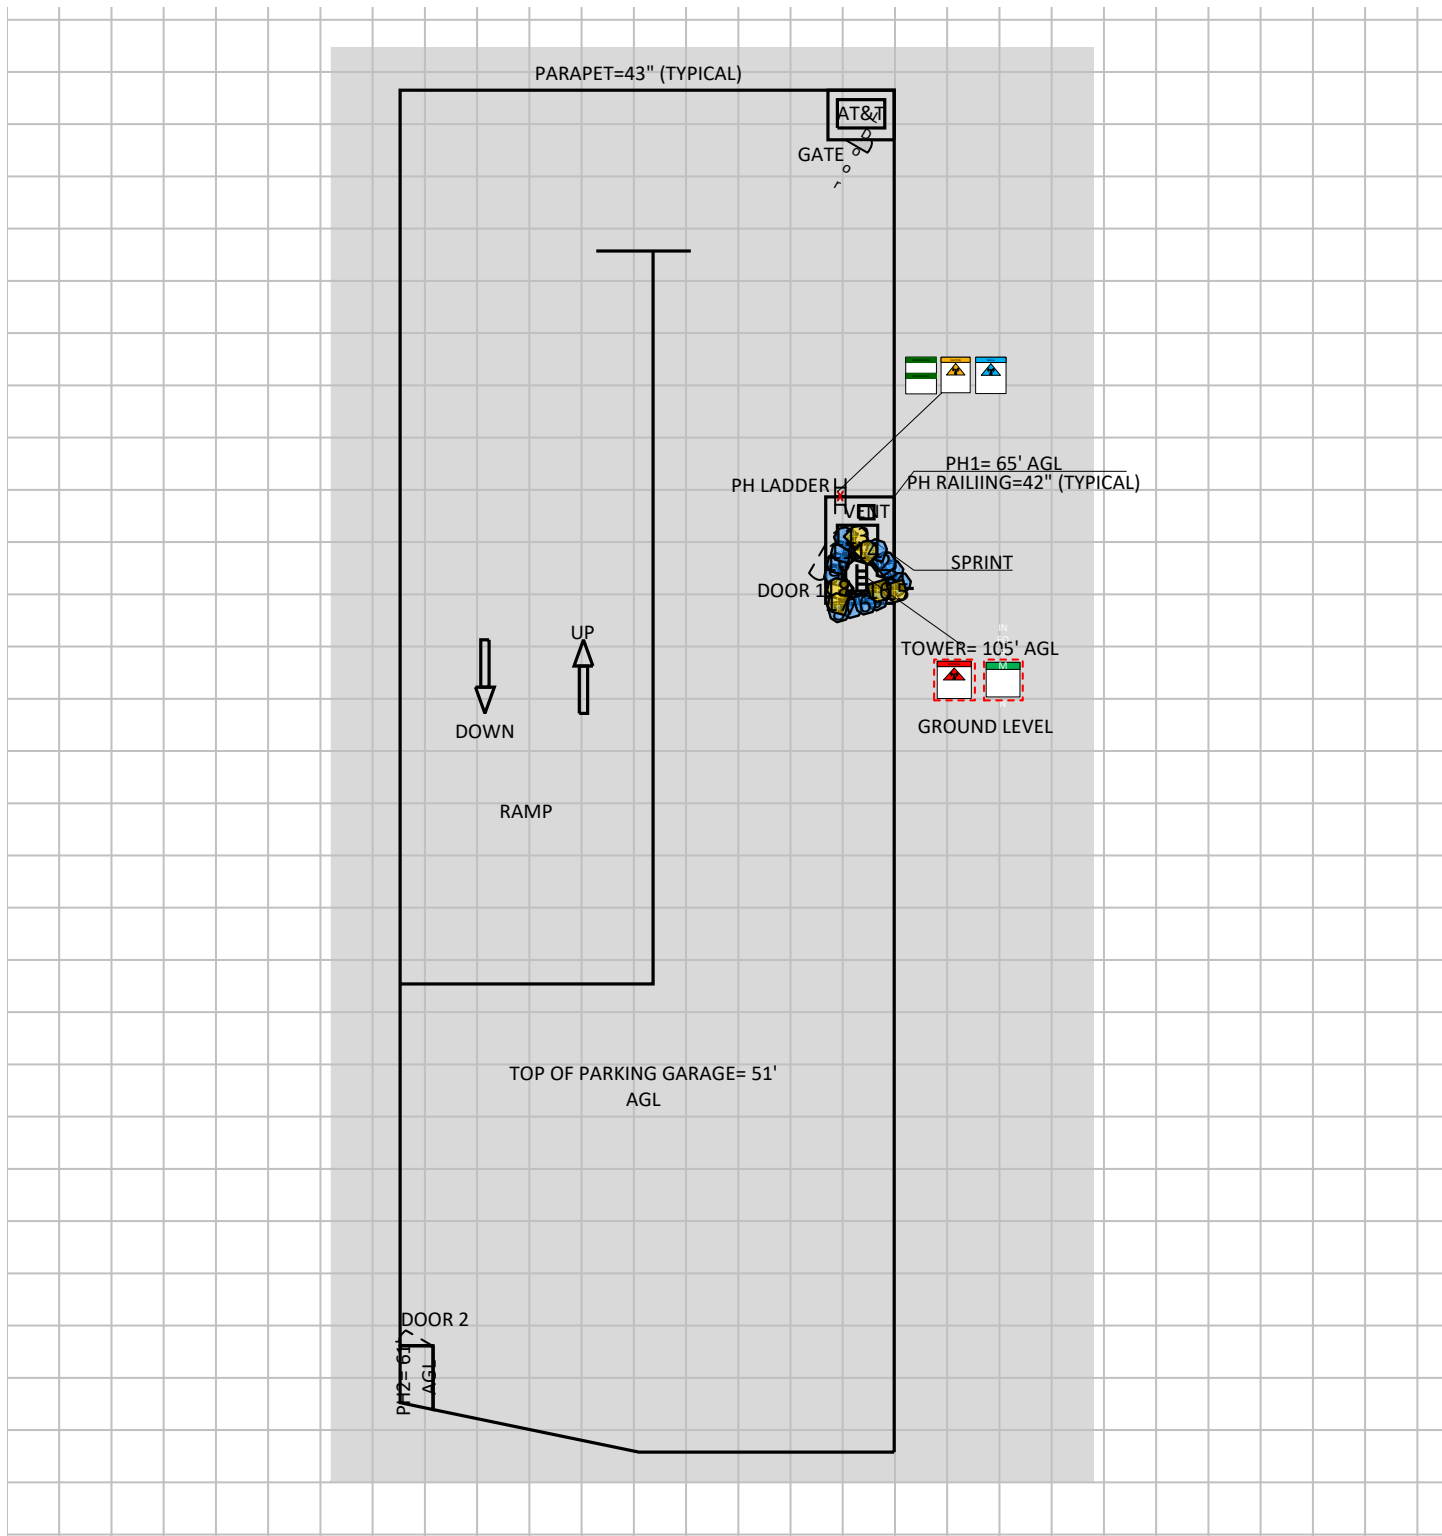 PARAPET=43" (TYPICAL)
AT&T
GATE
Door
PH1= 65' AGL
PH LADDER
PH RAILIING=42" (TYPICAL)
VENT
SPRINT
DOOR 1
UP
TOWER= 105' AGL
DOWN
GROUND LEVEL
RAMP
TOP OF PARKING GARAGE= 51'
AGL
DOOR 2
PH2= 61'
AGL